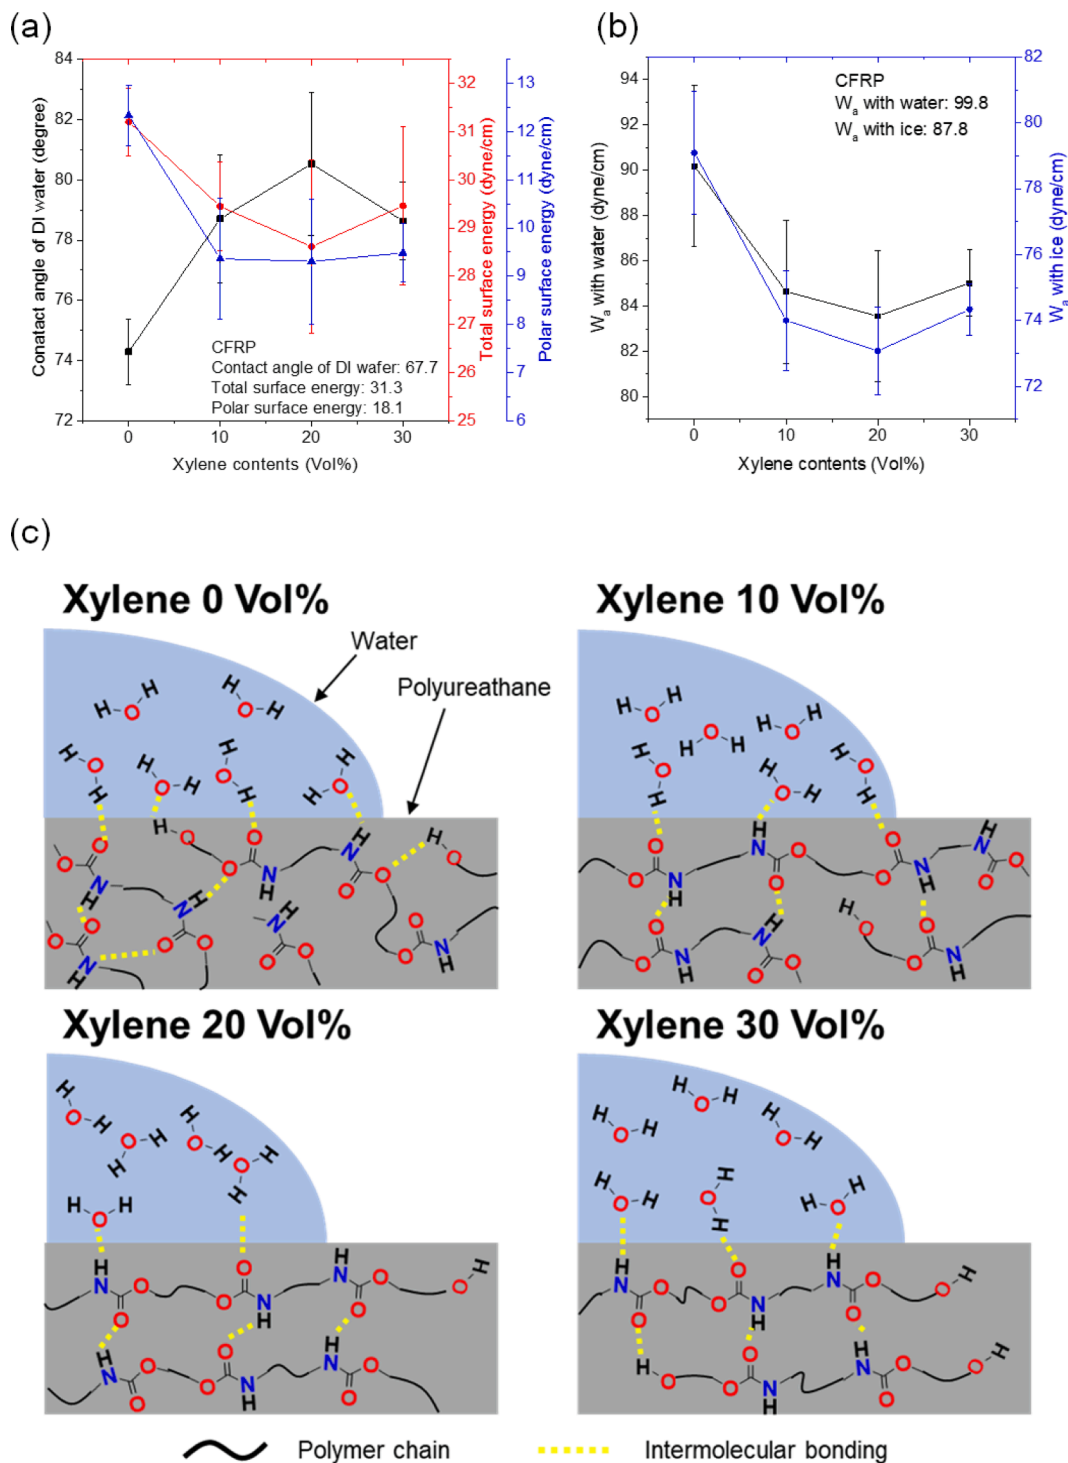 (a)
84
82
80
78
76
74
72
Conatact angle of DI water (degree)
0 10 20 30
Xylene contents (Vol%)
32
31
30
29
28
27
26
25
Total surface energy (dyne/cm)
13
12
11
10
9
8
7
6
Polar surface energy (dyne/cm)
CFRP
Contact angle of DI wafer: 67.7
Total surface energy: 31.3
Polar surface energy: 18.1
(b)
94
92
90
88
86
84
82
80
Wa with water (dyne/cm)
0 10 20 30
Xylene contents (Vol%)
82
80
78
76
74
72
Wa with ice (dyne/cm)
CFRP
Wa with water: 99.8
Wa with ice: 87.8
(c)
Xylene 0 Vol%
Water
Polyureathane
Xylene 10 Vol%
Xylene 20 Vol%
Xylene 30 Vol%
Polymer chain
Intermolecular bonding